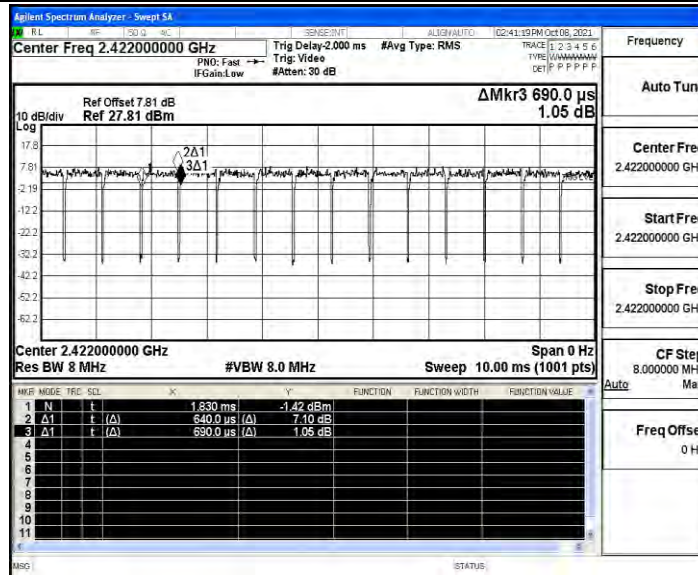 Agilent Spectrum Analyzer - Swept SA
RL RF 50 Ω AC SENSE:INT ALIGNAUTO 02:41:19 PM Oct 08, 2021
Center Freq 2.422000000 GHz
PNO: Fast
IFGain:Low
Trig Delay-2.000 ms
Trig: Video
#Atten: 30 dB
#Avg Type: RMS
TRACE 1 2 3 4 5 6
TYPE
DET P P P P P P
Frequency
Auto Tun
Center Fre
2.422000000 GH
Start Fre
2.422000000 GH
Stop Fre
2.422000000 GH
CF Step
8.000000 MH
Auto Ma
Freq Offse
0 H
ΔMkr3 690.0 µs
1.05 dB
Ref Offset 7.81 dB
10 dB/div Ref 27.81 dBm
Log
17.8
7.81
-2.19
-12.2
-22.2
-32.2
-42.2
-52.2
-62.2
2Δ1
3Δ1
Center 2.422000000 GHz Span 0 Hz
Res BW 8 MHz #VBW 8.0 MHz Sweep 10.00 ms (1001 pts)
MKR MODE TRC SCL X Y FUNCTION FUNCTION WIDTH FUNCTION VALUE
1 N t 1.830 ms -1.42 dBm
2 Δ1 t (Δ) 640.0 µs (Δ) 7.10 dB
3 Δ1 t (Δ) 690.0 µs (Δ) 1.05 dB
4
5
6
7
8
9
10
11
MSG STATUS